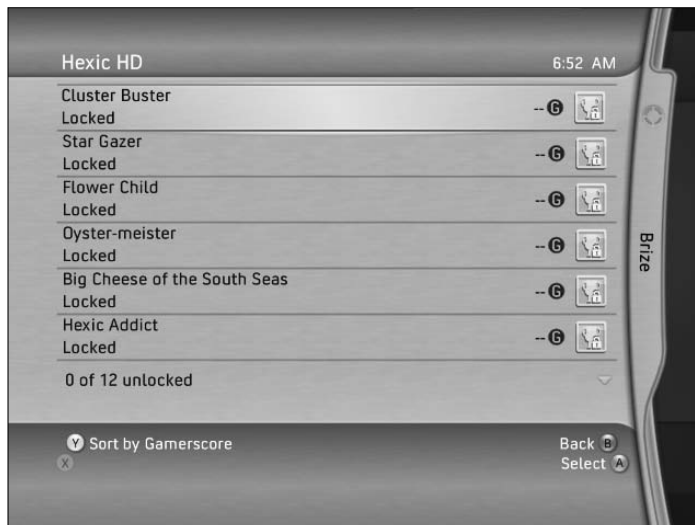 Hexic HD 6:52 AM
Cluster Buster
Locked --G
Star Gazer
Locked --G
Flower Child
Locked --G
Oyster-meister
Locked --G
Big Cheese of the South Seas
Locked --G
Hexic Addict
Locked --G
0 of 12 unlocked
Brize
Y Sort by Gamerscore Back B
X Select A